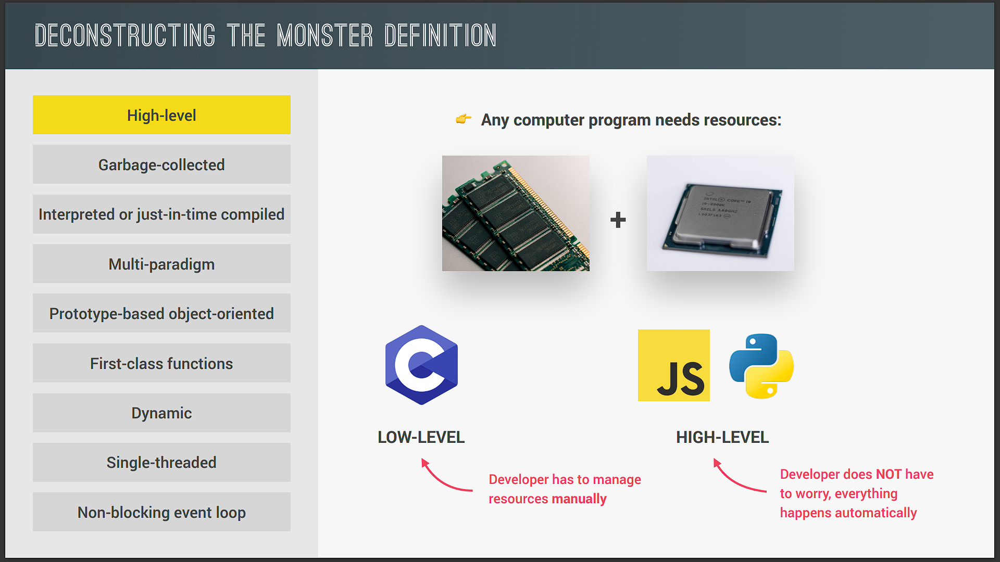 DECONSTRUCTING THE MONSTER DEFINITION
High-level
Garbage-collected
Interpreted or just-in-time compiled
Multi-paradigm
Prototype-based object-oriented
First-class functions
Dynamic
Single-threaded
Non-blocking event loop
👉 Any computer program needs resources:
+
INTEL® CORE™ i9
i9-9900K
SRELS 3.60GHZ
JS
LOW-LEVEL
Developer has to manage
resources manually
HIGH-LEVEL
Developer does NOT have
to worry, everything
happens automatically